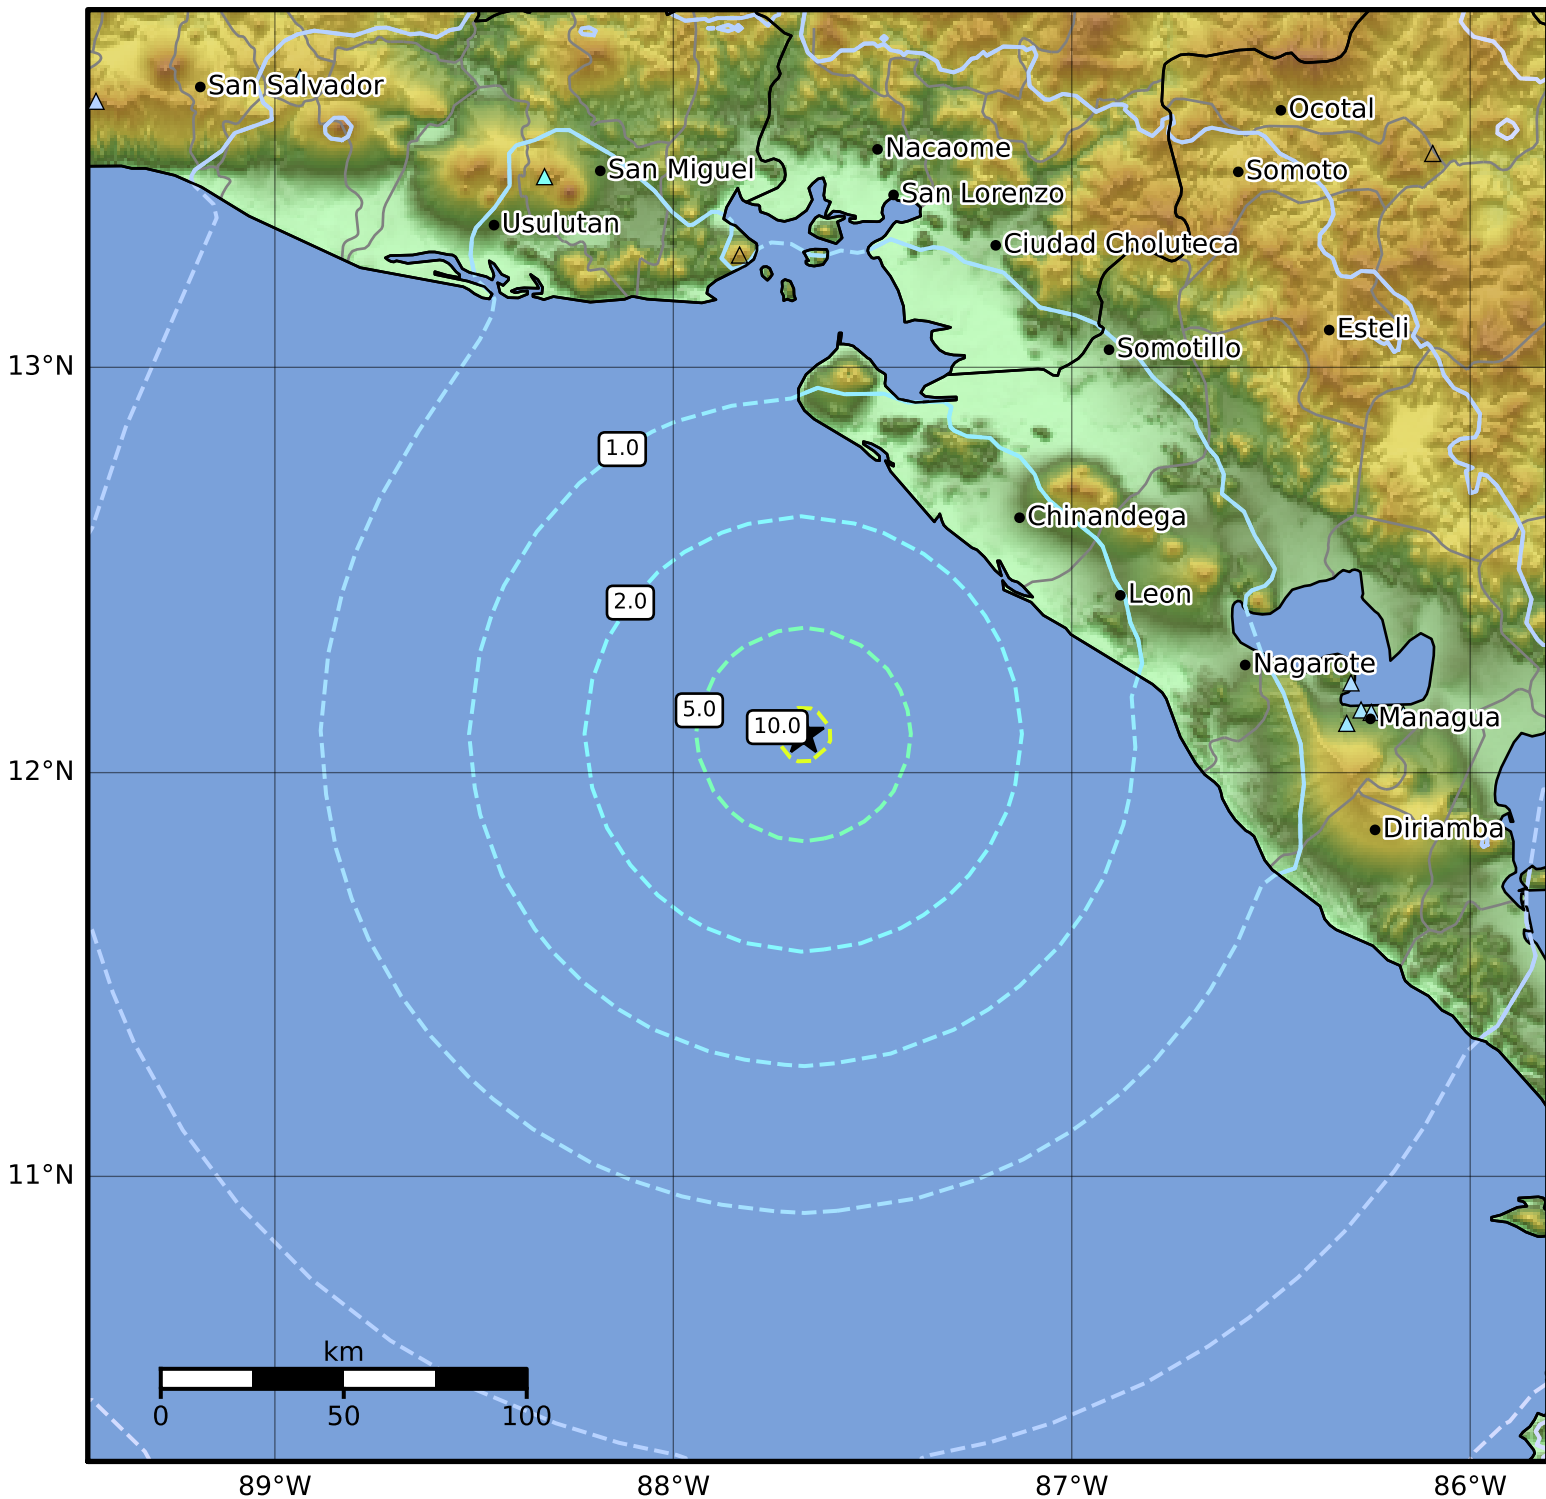 San Salvador
Ocotal
Nacaome
San Miguel
Somoto
San Lorenzo
Usulutan
Ciudad Choluteca
Esteli
Somotillo
13°N
1.0
Chinandega
Leon
2.0
Nagarote
5.0
10.0
Managua
12°N
Diriamba
11°N
km
0
50
100
89°W
88°W
87°W
86°W